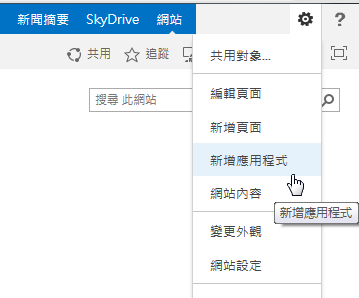 新聞摘要 SkyDrive 網站 ?
共用 追蹤
搜尋 此網站
共用對象...
編輯頁面
新增頁面
新增應用程式
網站內容
新增應用程式
變更外觀
網站設定